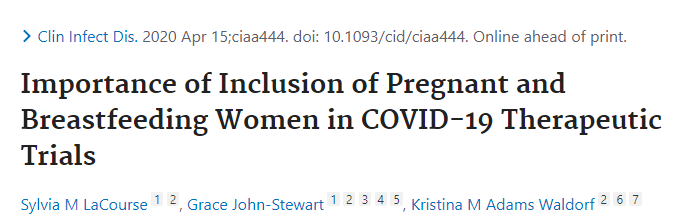 > Clin Infect Dis. 2020 Apr 15;ciaa444. doi: 10.1093/cid/ciaa444. Online ahead of print.
Importance of Inclusion of Pregnant and
Breastfeeding Women in COVID-19 Therapeutic
Trials
Sylvia M LaCourse 1 2, Grace John-Stewart 1 2 3 4 5, Kristina M Adams Waldorf 2 6 7